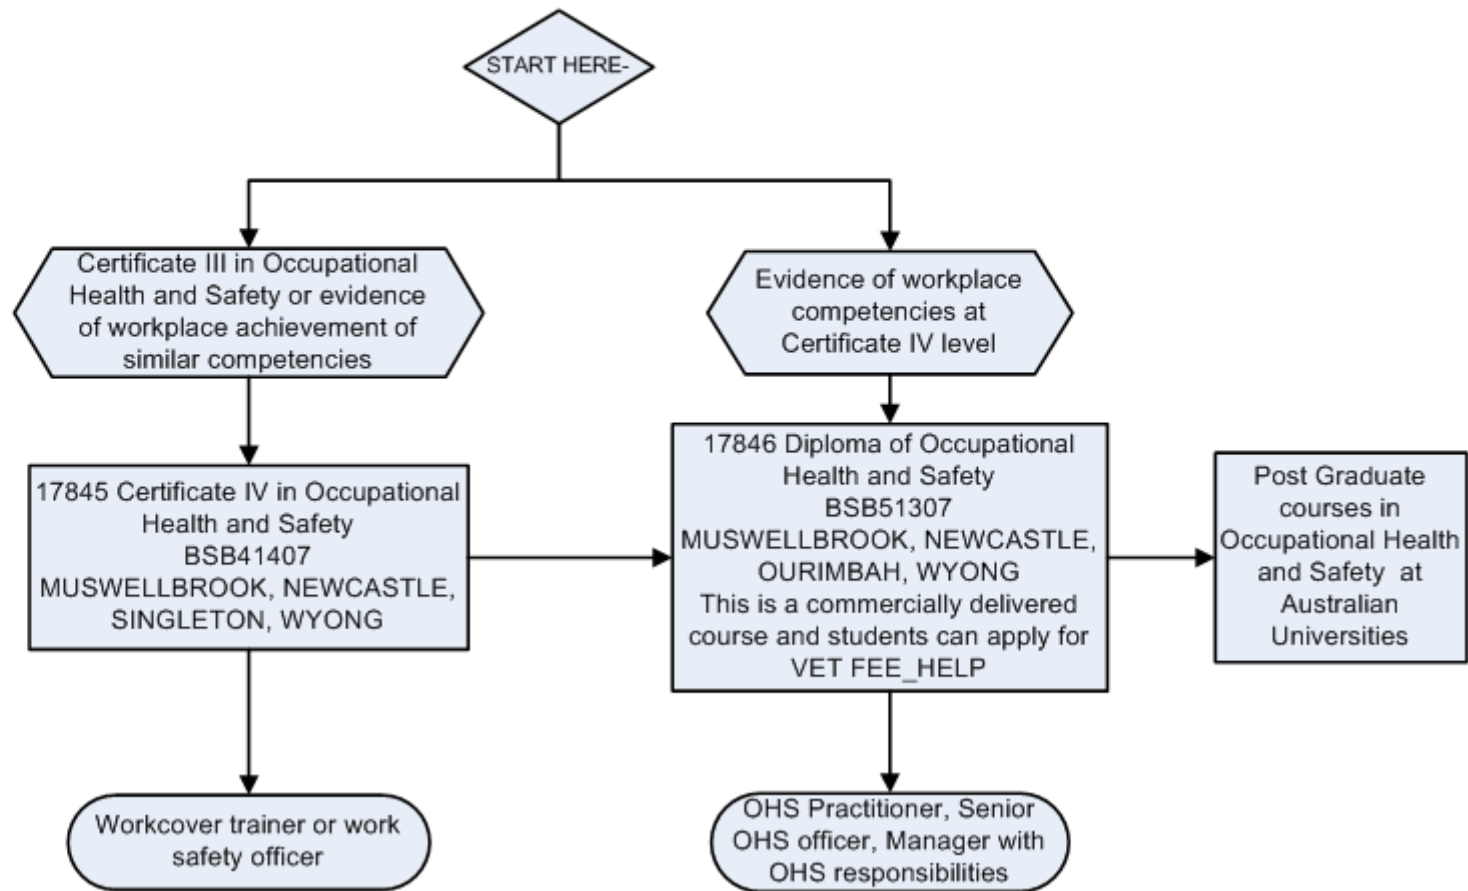 START HERE-
Certificate III in Occupational
Health and Safety or evidence
of workplace achievement of
similar competencies
Evidence of workplace
competencies at
Certificate IV level
17845 Certificate IV in Occupational
Health and Safety
BSB41407
MUSWELLBROOK, NEWCASTLE,
SINGLETON, WYONG
17846 Diploma of Occupational
Health and Safety
BSB51307
MUSWELLBROOK, NEWCASTLE,
OURIMBAH, WYONG
This is a commercially delivered
course and students can apply for
VET FEE_HELP
Post Graduate
courses in
Occupational Health
and Safety at
Australian
Universities
Workcover trainer or work
safety officer
OHS Practitioner, Senior
OHS officer, Manager with
OHS responsibilities